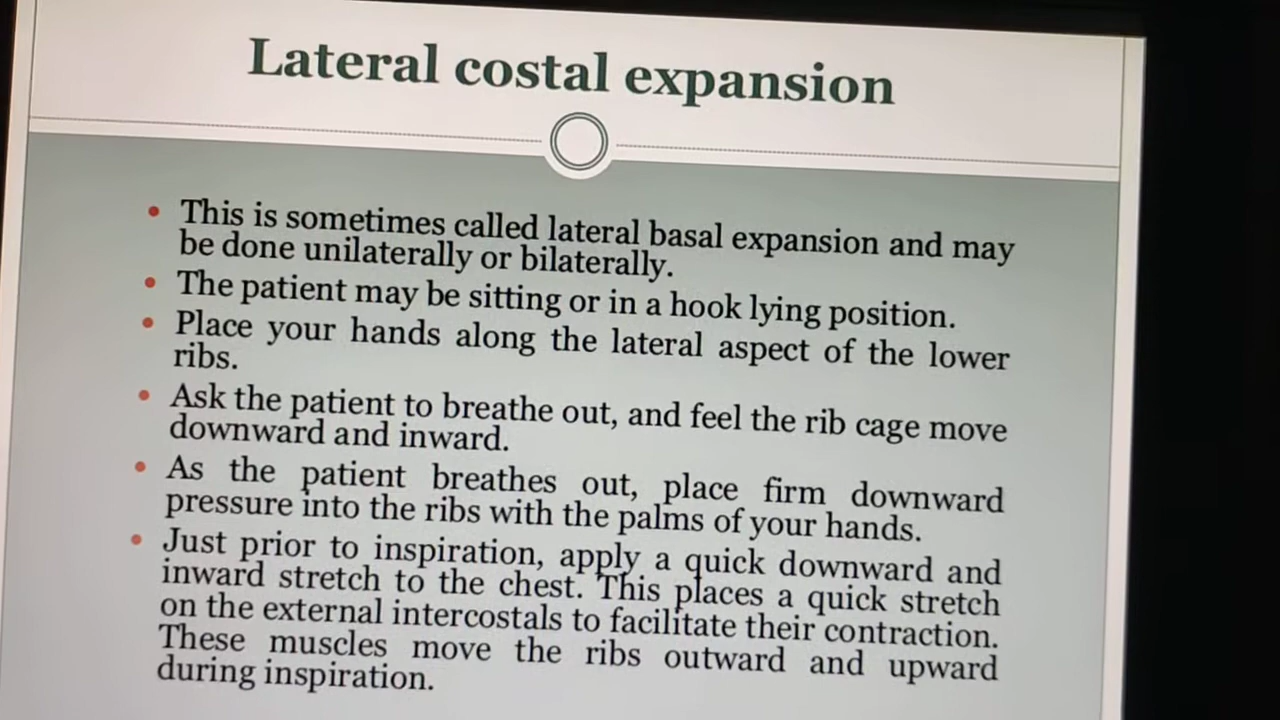 Lateral costal expansion
• This is sometimes called lateral basal expansion and may
be done unilaterally or bilaterally.
• The patient may be sitting or in a hook lying position.
• Place your hands along the lateral aspect of the lower
ribs.
• Ask the patient to breathe out, and feel the rib cage move
downward and inward.
• As the patient breathes out, place firm downward
pressure into the ribs with the palms of your hands.
• Just prior to inspiration, apply a quick downward and
inward stretch to the chest. This places a quick stretch
on the external intercostals to facilitate their contraction.
These muscles move the ribs outward and upward
during inspiration.